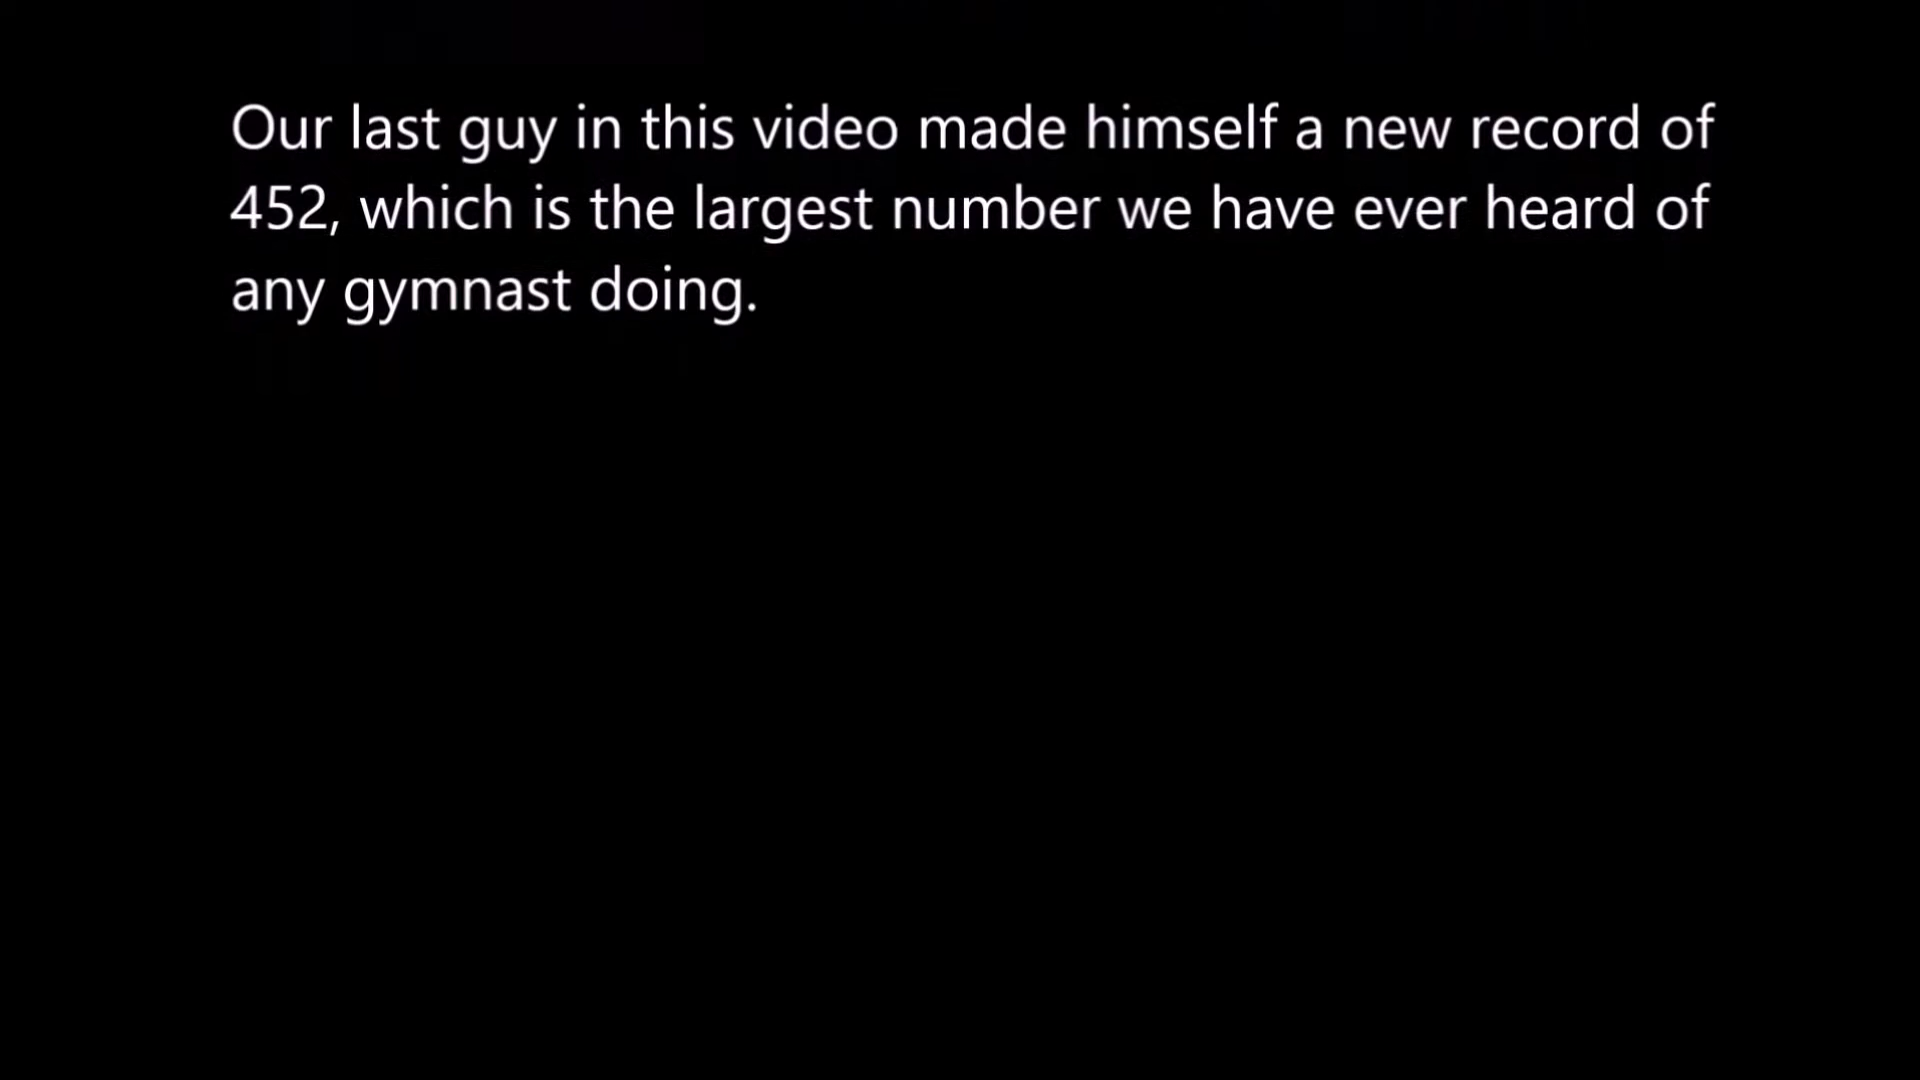 Our last guy in this video made himself a new record of
452, which is the largest number we have ever heard of
any gymnast doing.